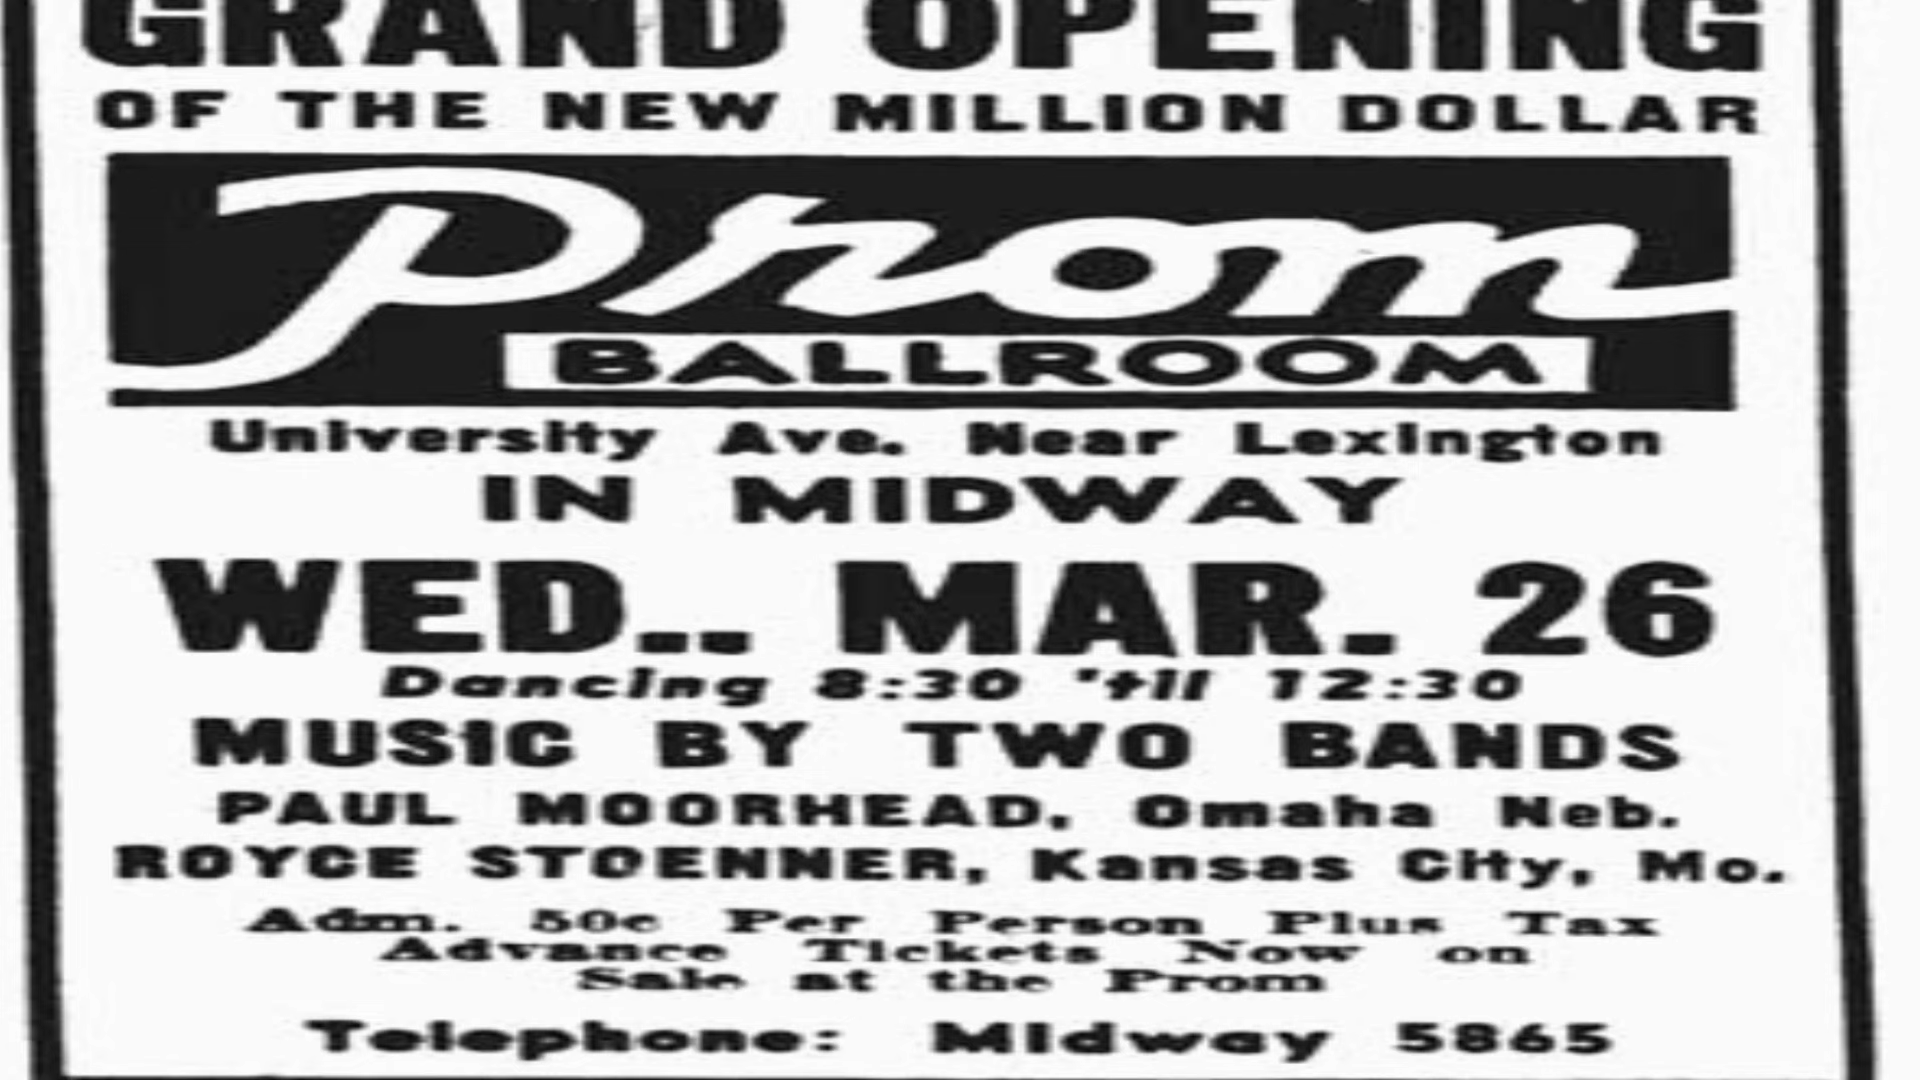 GRAND OPENING
OF THE NEW MILLION DOLLAR
Prom
BALLROOM
University Ave. Near Lexington
IN MIDWAY
WED.. MAR. 26
Dancing 8:30 'til 12:30
MUSIC BY TWO BANDS
PAUL MOORHEAD, Omaha Neb.
ROYCE STOENNER, Kansas City, Mo.
Adm. 50c Per Person Plus Tax
Advance Tickets Now on
Sale at the Prom
Telephone: Midway 5865